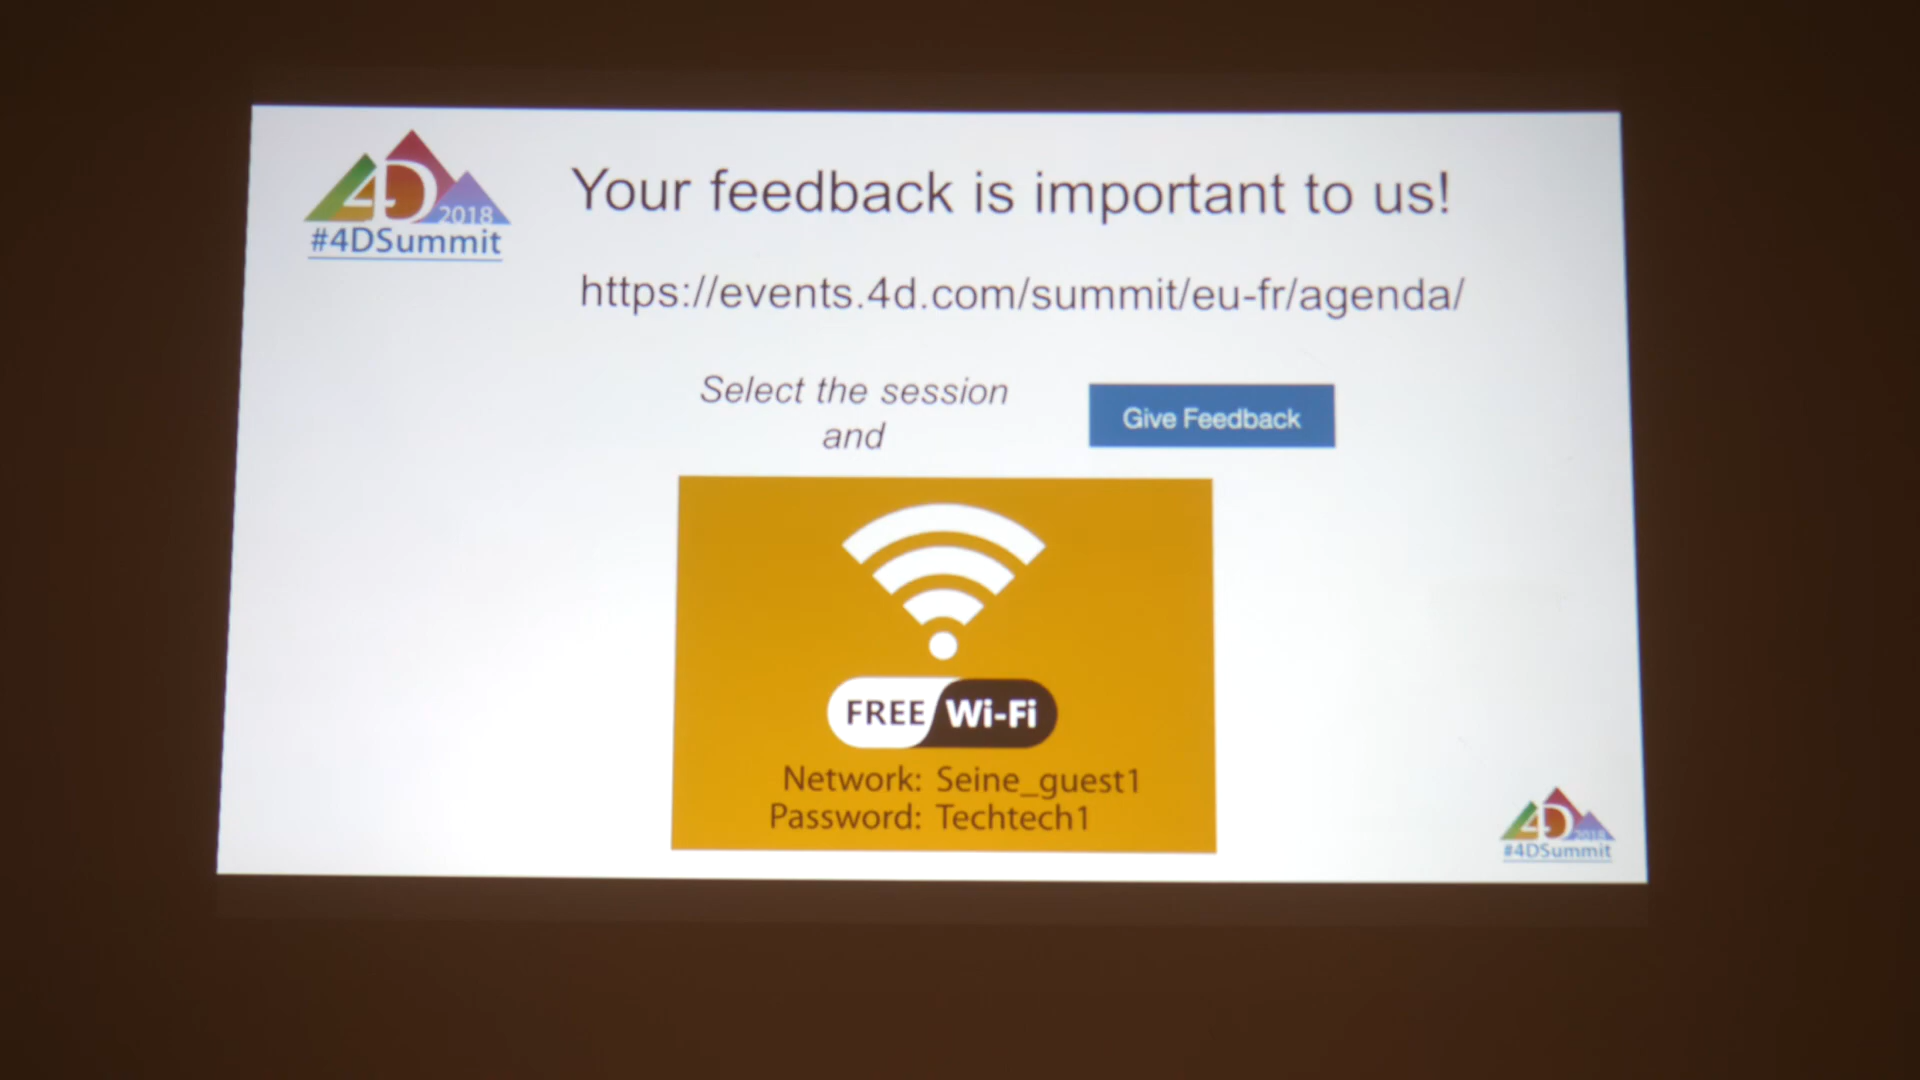 4D
2018
#4DSummit
Your feedback is important to us!
https://events.4d.com/summit/eu-fr/agenda/
Select the session
and
Give Feedback
FREE Wi-Fi
Network: Seine_guest1
Password: Techtech1
4D
2018
#4DSummit